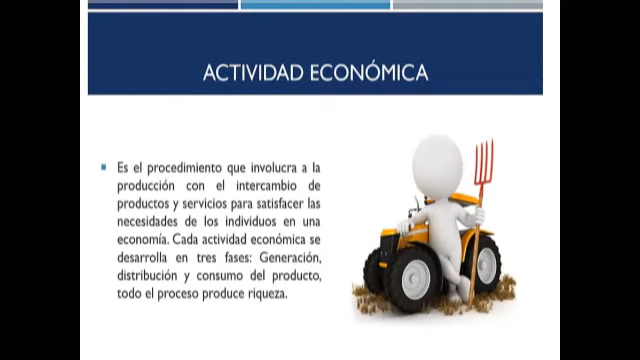 ACTIVIDAD ECONÓMICA
Es el procedimiento que involucra a la
producción con el intercambio de
productos y servicios para satisfacer las
necesidades de los individuos en una
economía. Cada actividad económica se
desarrolla en tres fases: Generación,
distribución y consumo del producto,
todo el proceso produce riqueza.